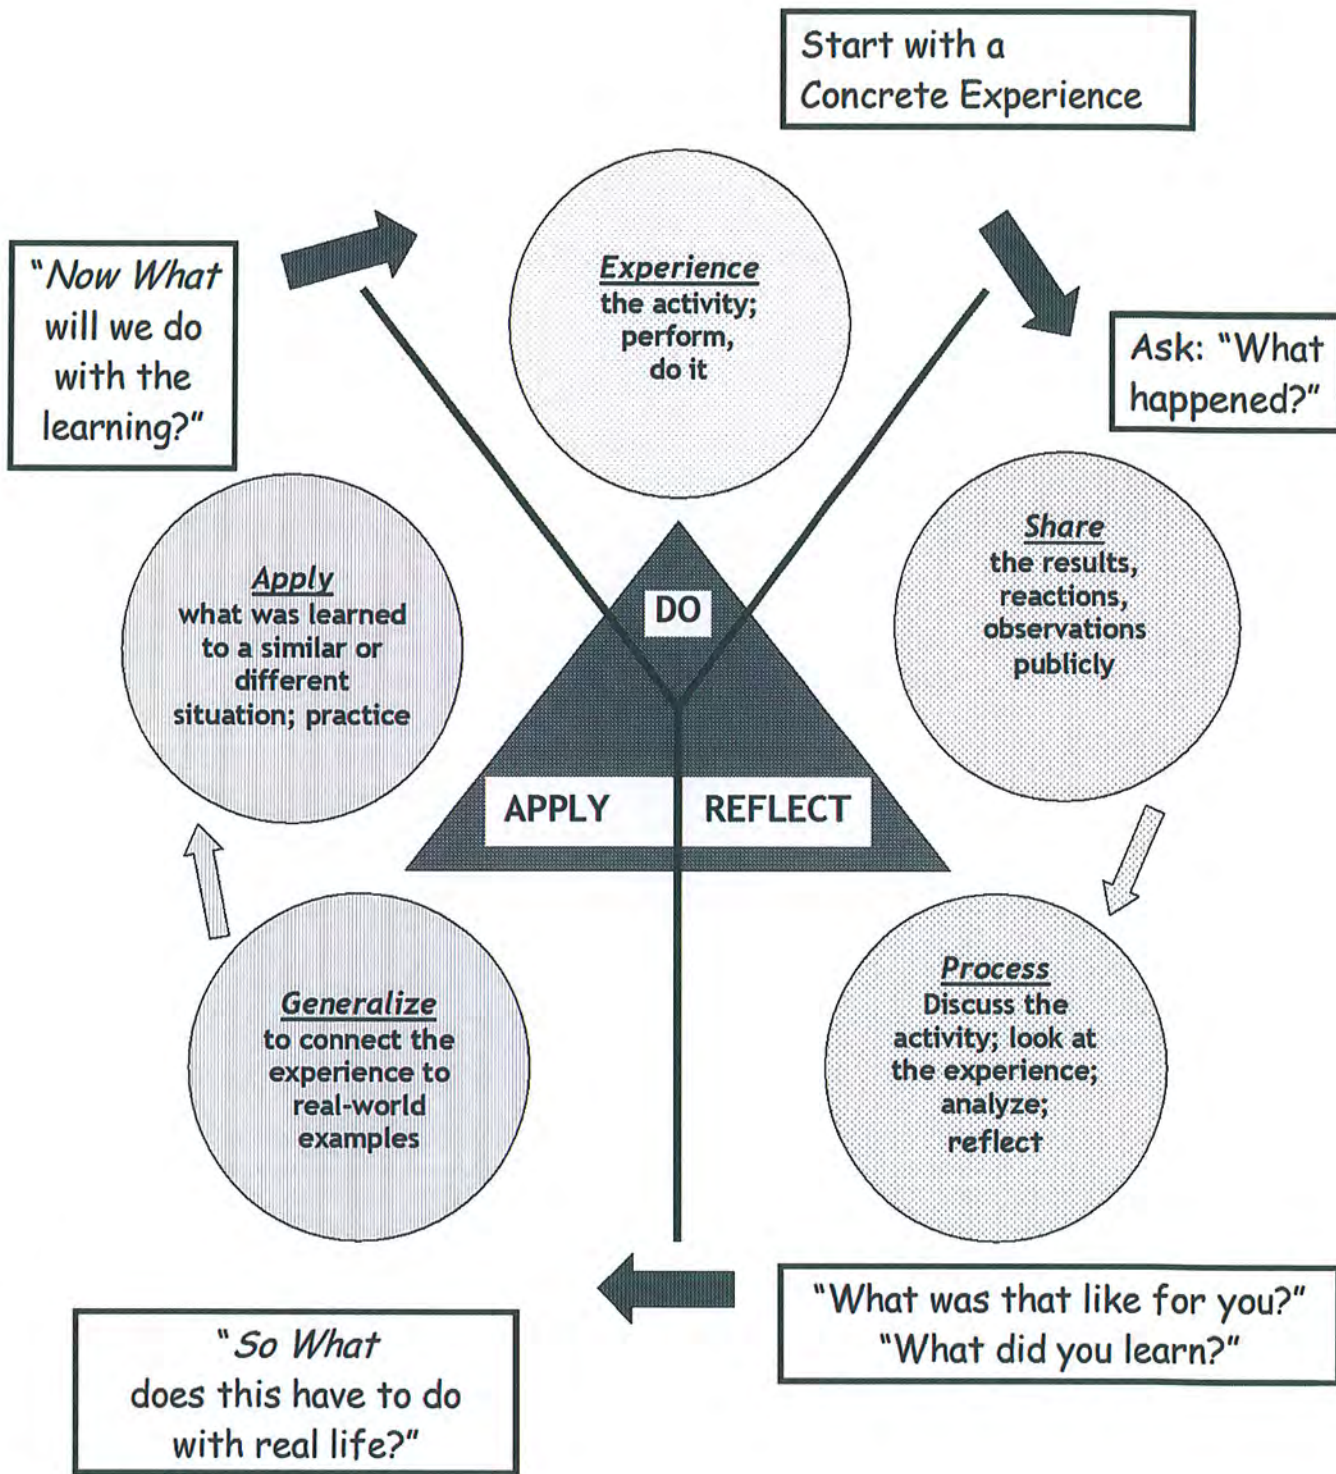 Start with a
Concrete Experience
Experience
the activity;
perform,
do it
"Now What
will we do
with the
learning?"
Ask: "What
happened?"
Share
the results,
reactions,
observations
publicly
Apply
what was learned
to a similar or
different
situation; practice
DO
APPLY
REFLECT
Process
Discuss the
activity; look at
the experience;
analyze;
reflect
Generalize
to connect the
experience to
real-world
examples
"What was that like for you?"
"What did you learn?"
"So What
does this have to do
with real life?"